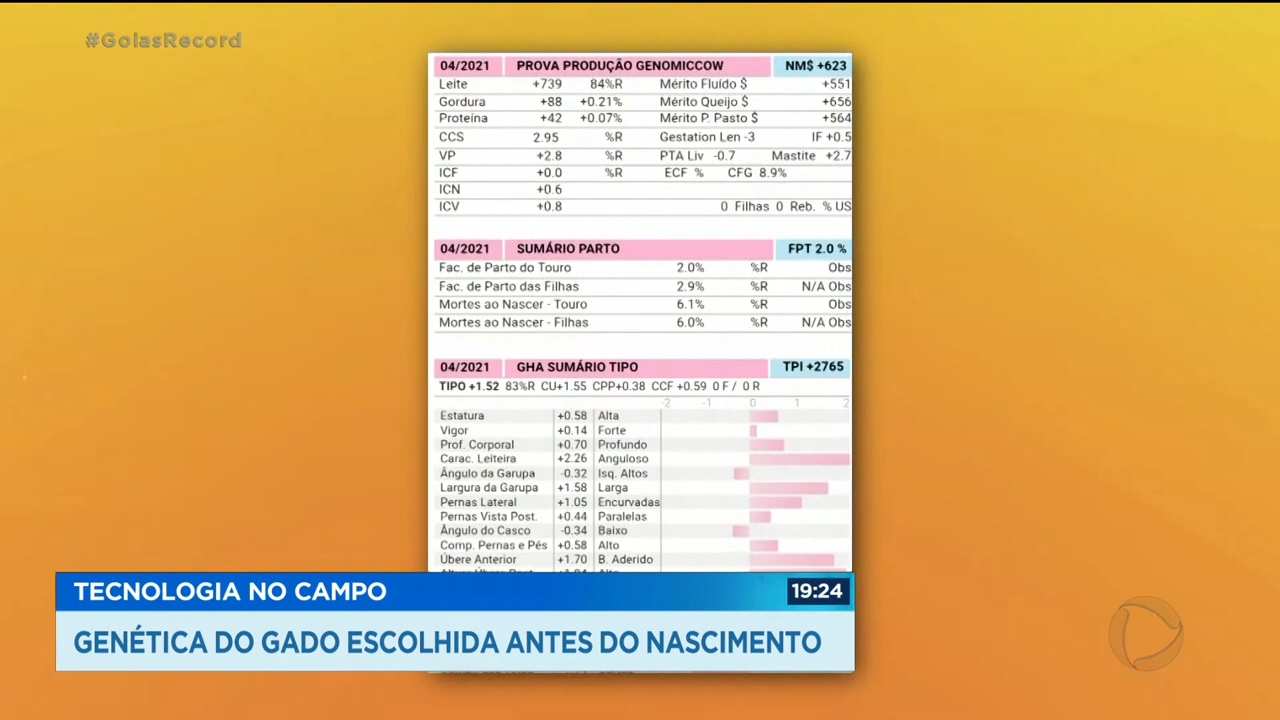 #GoiasRecord
04/2021 PROVA PRODUÇÃO GENOMICCOW NM$ +623
Leite +739 84%R Mérito Fluído $ +551
Gordura +88 +0.21% Mérito Queijo $ +656
Proteína +42 +0.07% Mérito P. Pasto $ +564
CCS 2.95 %R Gestation Len -3 IF +0.5
VP +2.8 %R PTA Liv -0.7 Mastite +2.7
ICF +0.0 %R ECF % CFG 8.9%
ICN +0.6
ICV +0.8 0 Filhas 0 Reb. % US
04/2021 SUMÁRIO PARTO FPT 2.0 %
Fac. de Parto do Touro 2.0% %R Obs
Fac. de Parto das Filhas 2.9% %R N/A Obs
Mortes ao Nascer - Touro 6.1% %R Obs
Mortes ao Nascer - Filhas 6.0% %R N/A Obs
04/2021 GHA SUMÁRIO TIPO TPI +2765
TIPO +1.52 83%R CU+1.55 CPP+0.38 CCF +0.59 0 F / 0 R
-2 -1 0 1 2
Estatura +0.58 Alta
Vigor +0.14 Forte
Prof. Corporal +0.70 Profundo
Carac. Leiteira +2.26 Anguloso
Ângulo da Garupa -0.32 Isq. Altos
Largura da Garupa +1.58 Larga
Pernas Lateral +1.05 Encurvadas
Pernas Vista Post. +0.44 Paralelas
Ângulo do Casco -0.34 Baixo
Comp. Pernas e Pés +0.58 Alto
Úbere Anterior +1.70 B. Aderido
TECNOLOGIA NO CAMPO 19:24
GENÉTICA DO GADO ESCOLHIDA ANTES DO NASCIMENTO